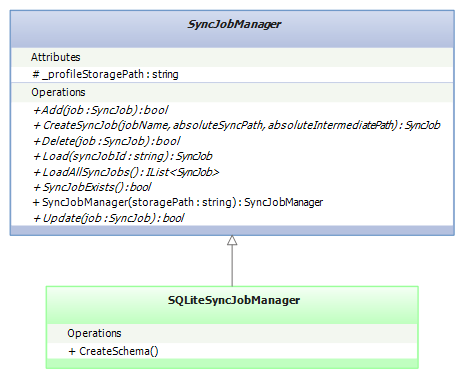 SyncJobManager
Attributes
# _profileStoragePath : string
Operations
+ Add(job : SyncJob) : bool
+ CreateSyncJob(jobName, absoluteSyncPath, absoluteIntermediatePath) : SyncJob
+ Delete(job : SyncJob) : bool
+ Load(syncJobId : string) : SyncJob
+ LoadAllSyncJobs() : IList<SyncJob>
+ SyncJobExists() : bool
+ SyncJobManager(storagePath : string) : SyncJobManager
+ Update(job : SyncJob) : bool
SQLiteSyncJobManager
Operations
+ CreateSchema()